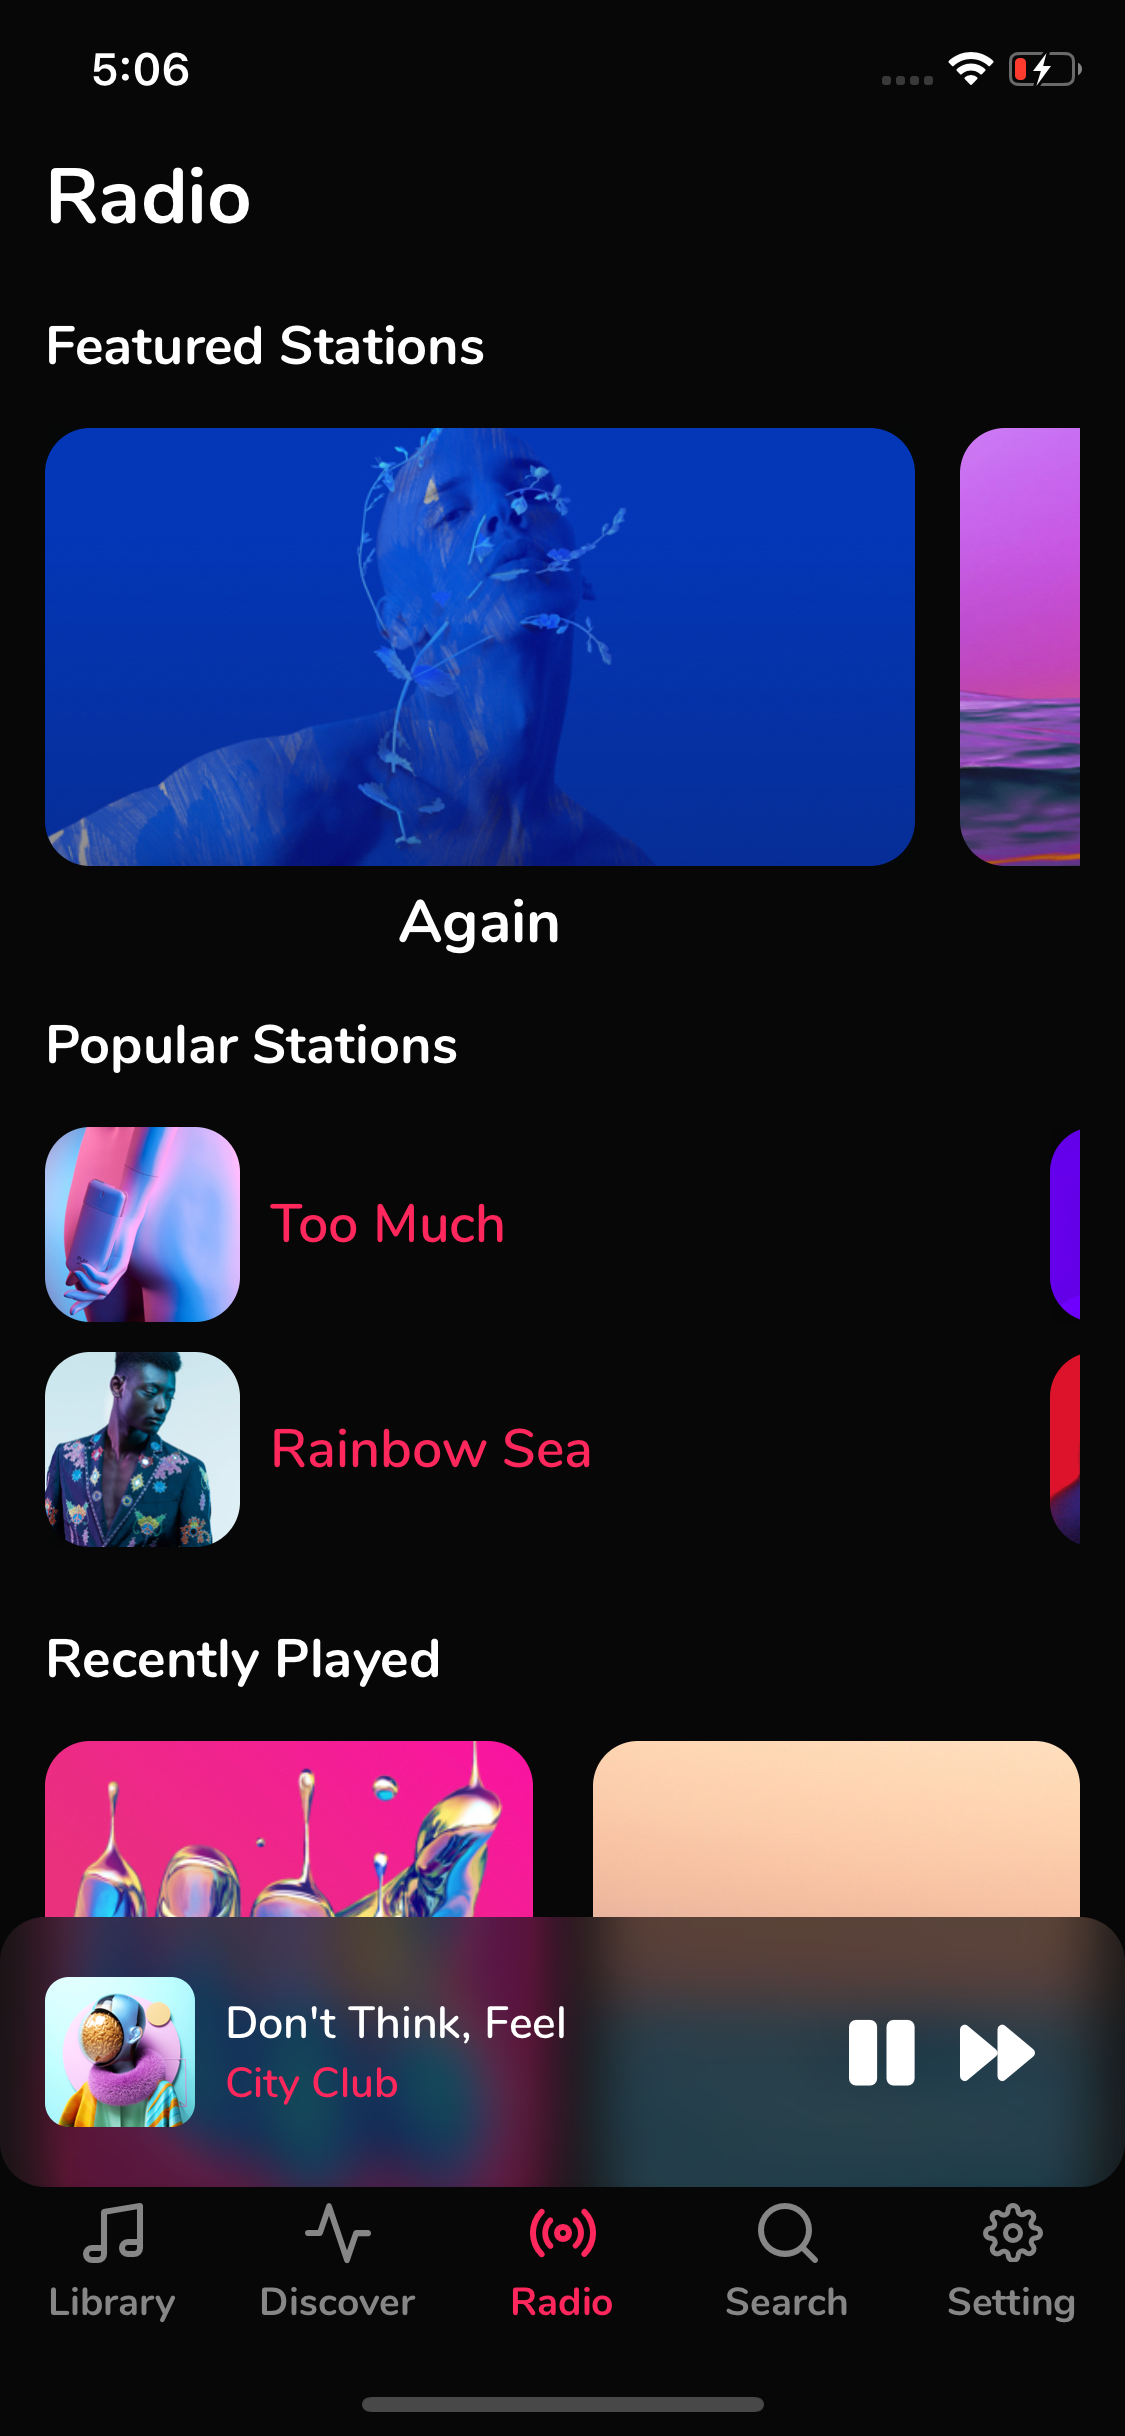 5:06
Radio
Featured Stations
Again
Popular Stations
Too Much
Rainbow Sea
Recently Played
Don't Think, Feel
City Club
Library
Discover
Radio
Search
Setting